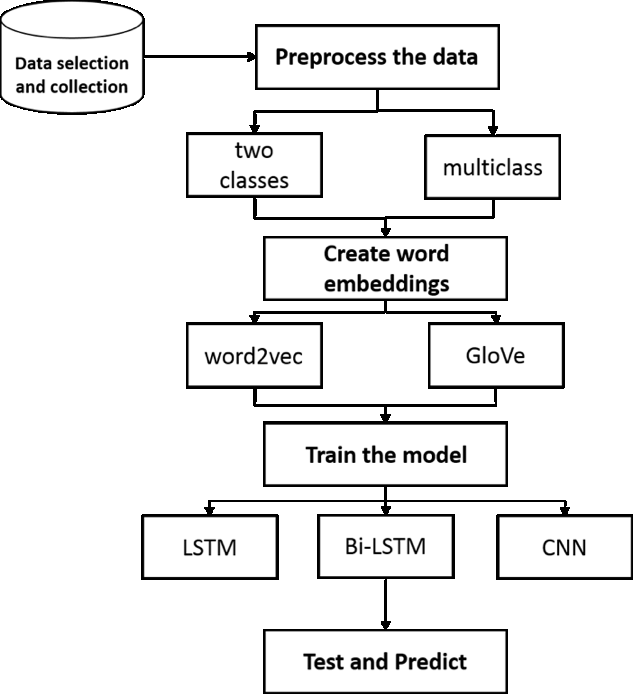 Data selection
and collection
Preprocess the data
two
classes
multiclass
Create word
embeddings
word2vec
GloVe
Train the model
LSTM
Bi-LSTM
CNN
Test and Predict